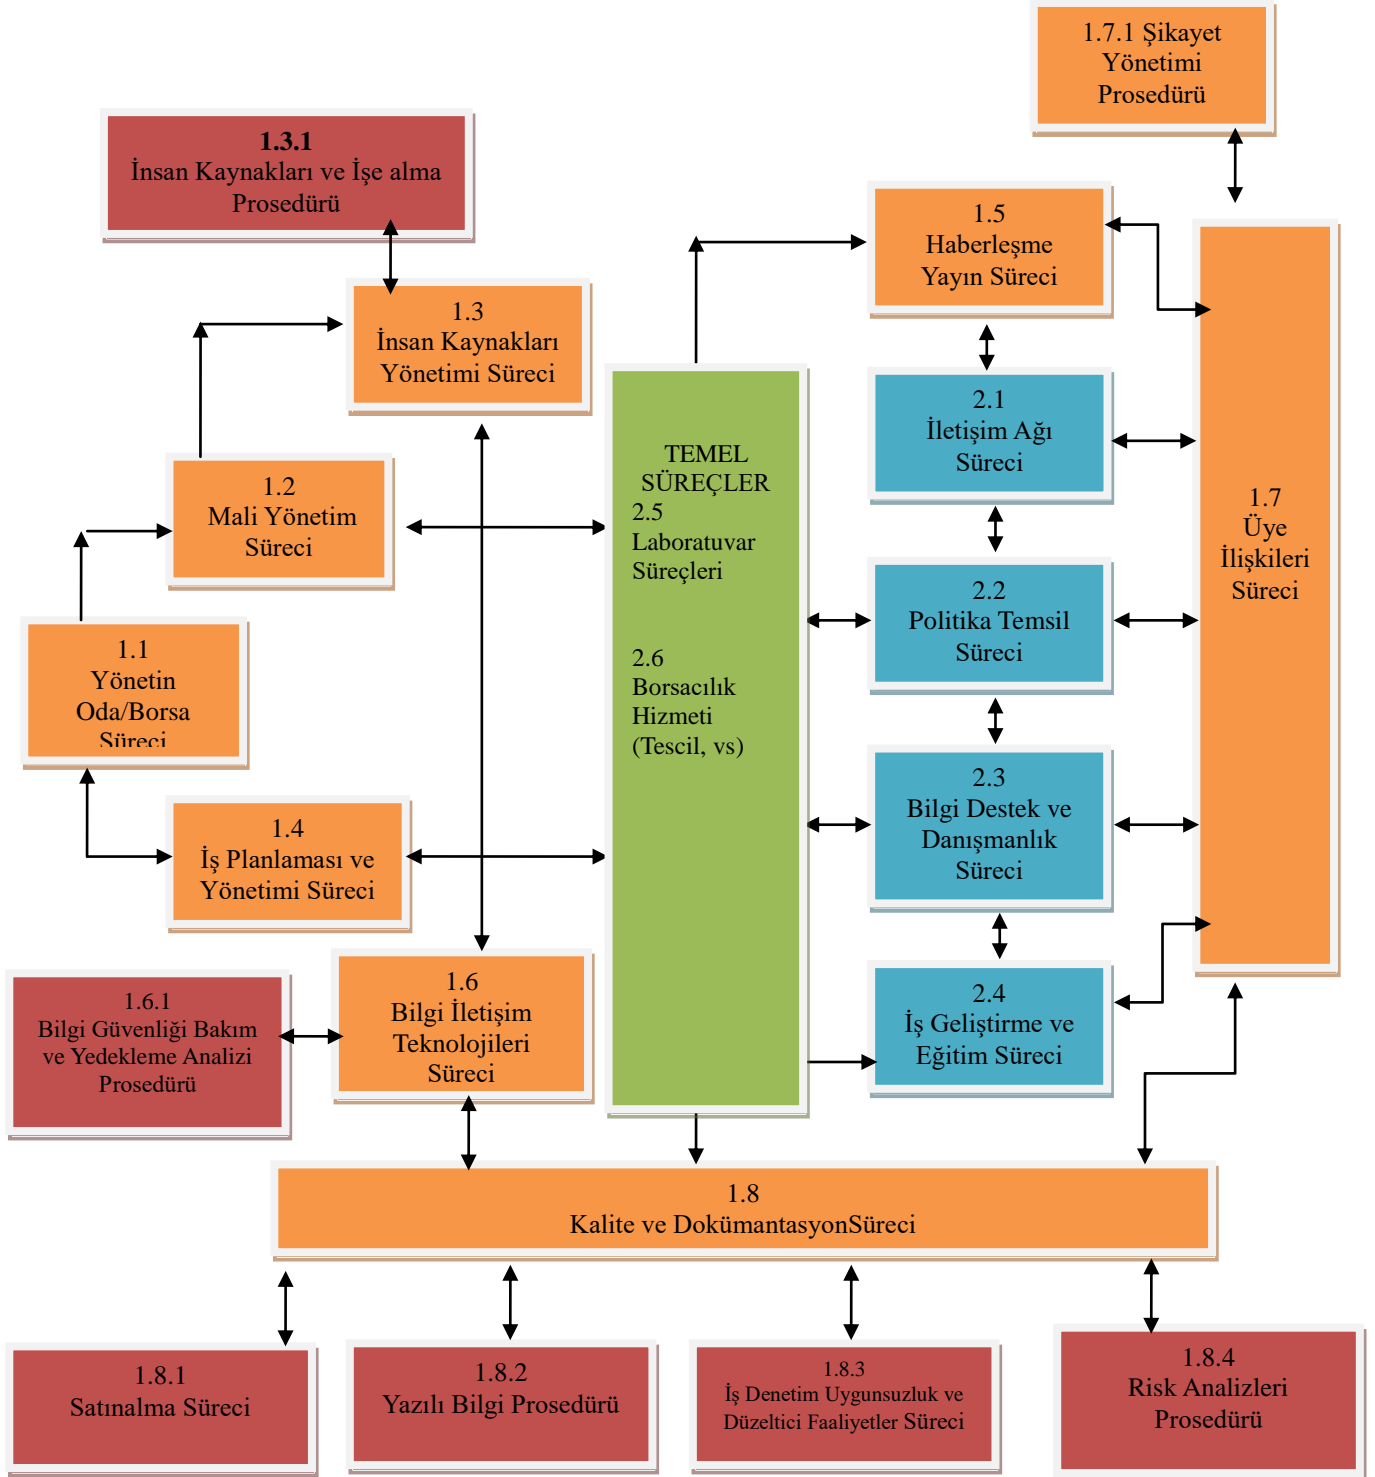 1.7.1 Şikayet
Yönetimi
Prosedürü
1.3.1
İnsan Kaynakları ve İşe alma
Prosedürü
1.5
Haberleşme
Yayın Süreci
1.3
İnsan Kaynakları
Yönetimi Süreci
2.1
İletişim Ağı
Süreci
TEMEL
SÜREÇLER
2.5
Laboratuvar
Süreçleri
2.6
Borsacılık
Hizmeti
(Tescil, vs)
1.7
Üye
İlişkileri
Süreci
1.2
Mali Yönetim
Süreci
2.2
Politika Temsil
Süreci
1.1
Yönetin
Oda/Borsa
Süreci
2.3
Bilgi Destek ve
Danışmanlık
Süreci
1.4
İş Planlaması ve
Yönetimi Süreci
1.6
Bilgi İletişim
Teknolojileri
Süreci
1.6.1
Bilgi Güvenliği Bakım
ve Yedekleme Analizi
Prosedürü
2.4
İş Geliştirme ve
Eğitim Süreci
1.8
Kalite ve DokümantasyonSüreci
1.8.1
Satınalma Süreci
1.8.2
Yazılı Bilgi Prosedürü
1.8.3
İş Denetim Uygunsuzluk ve
Düzeltici Faaliyetler Süreci
1.8.4
Risk Analizleri
Prosedürü